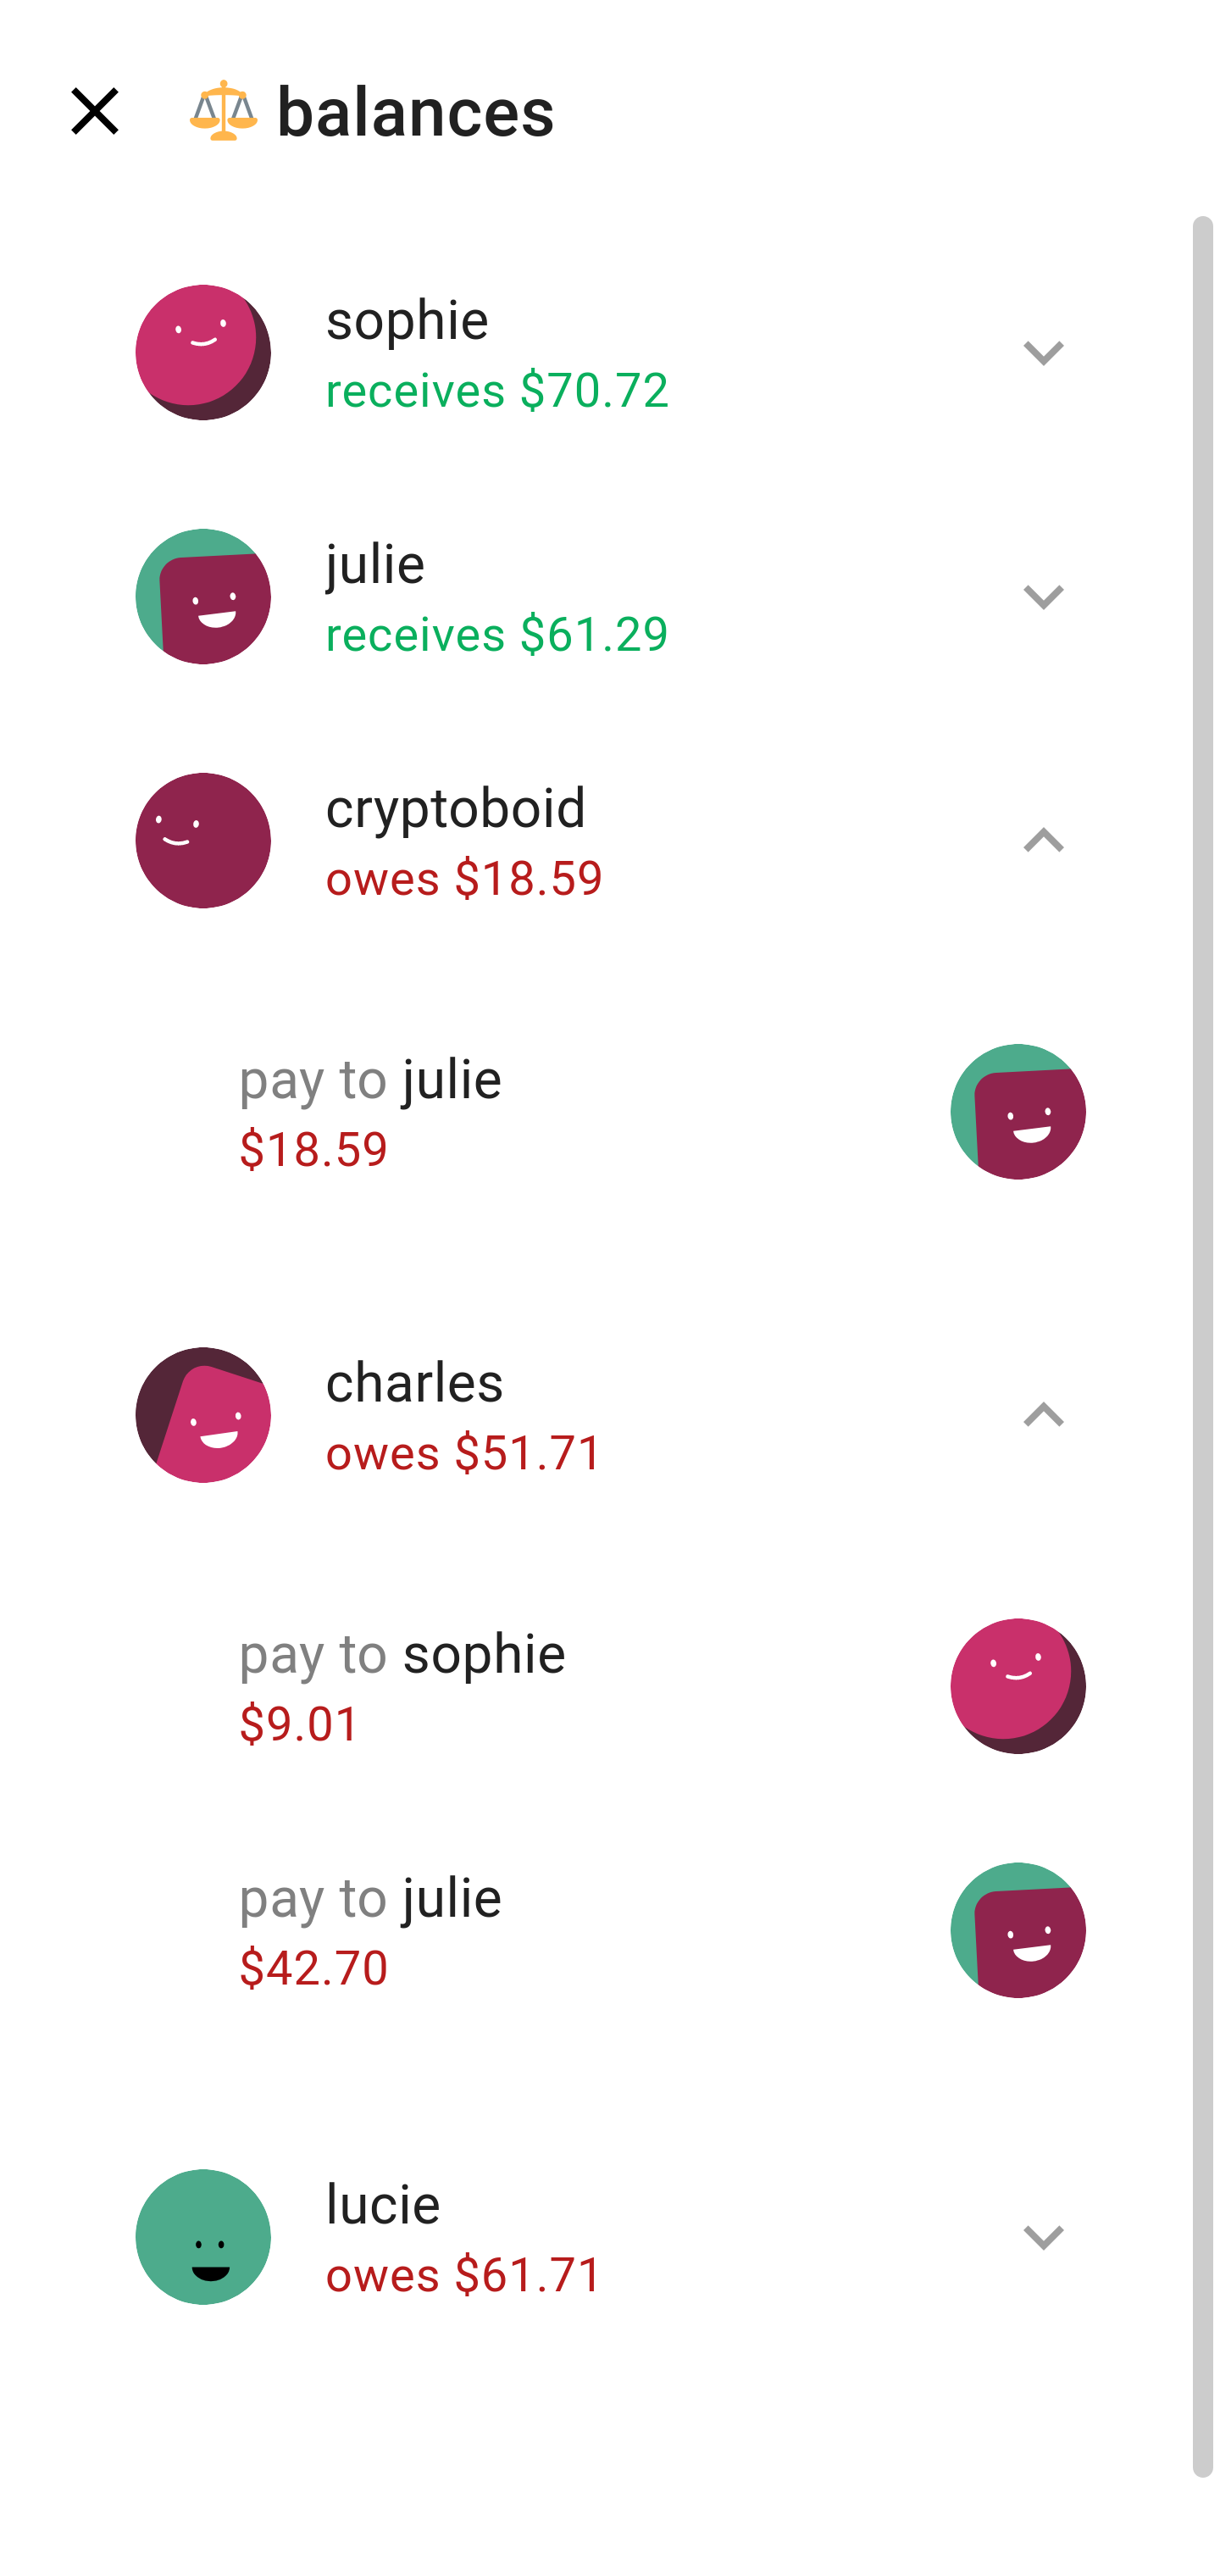 balances
sophie
receives $70.72
julie
receives $61.29
cryptoboid
owes $18.59
pay to julie
$18.59
charles
owes $51.71
pay to sophie
$9.01
pay to julie
$42.70
lucie
owes $61.71